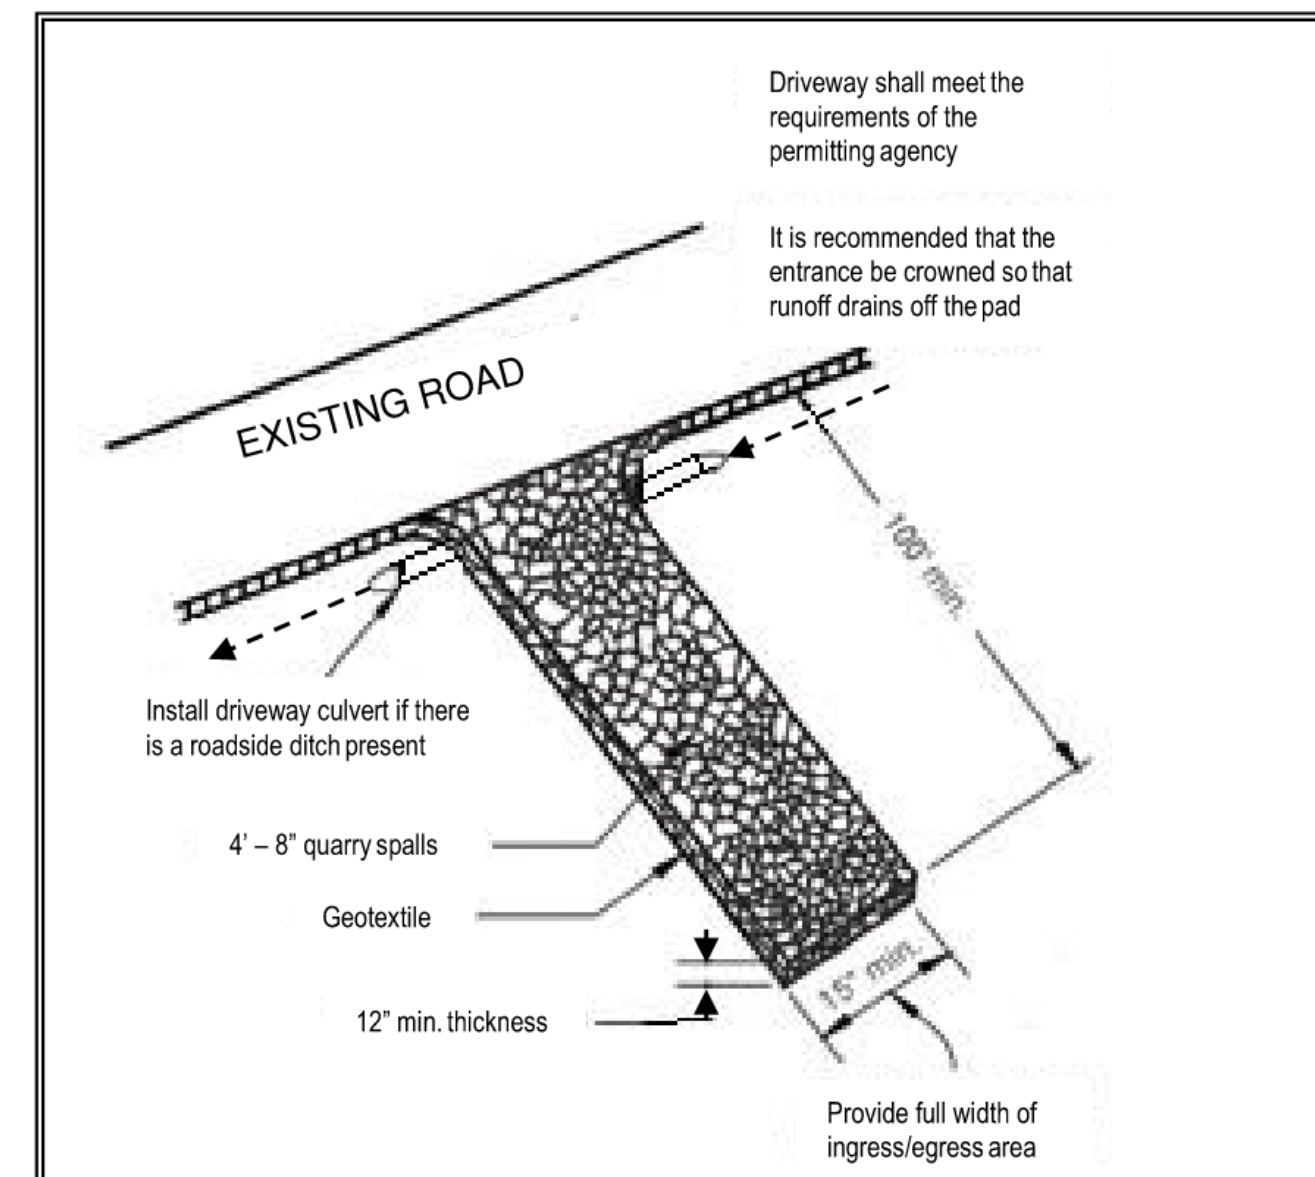 Driveway shall meet the
requirements of the
permitting agency
It is recommended that the
entrance be crowned so that
runoff drains off the pad
EXISTING ROAD
100' min.
Install driveway culvert if there
is a roadside ditch present
4’ – 8” quarry spalls
Geotextile
15" min.
12” min. thickness
Provide full width of
ingress/egress area